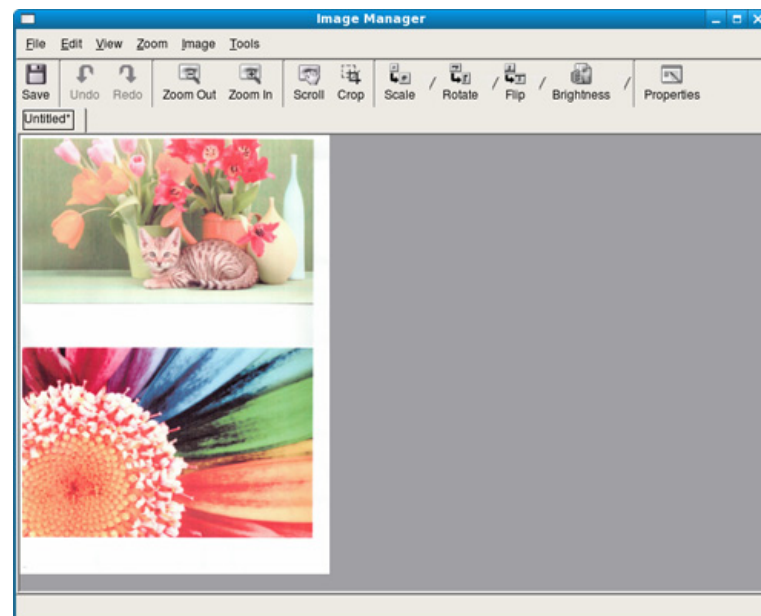 Image Manager
File Edit View Zoom Image Tools
Save Undo Redo Zoom Out Zoom In Scroll Crop Scale / Rotate / Flip / Brightness / Properties
Untitled*